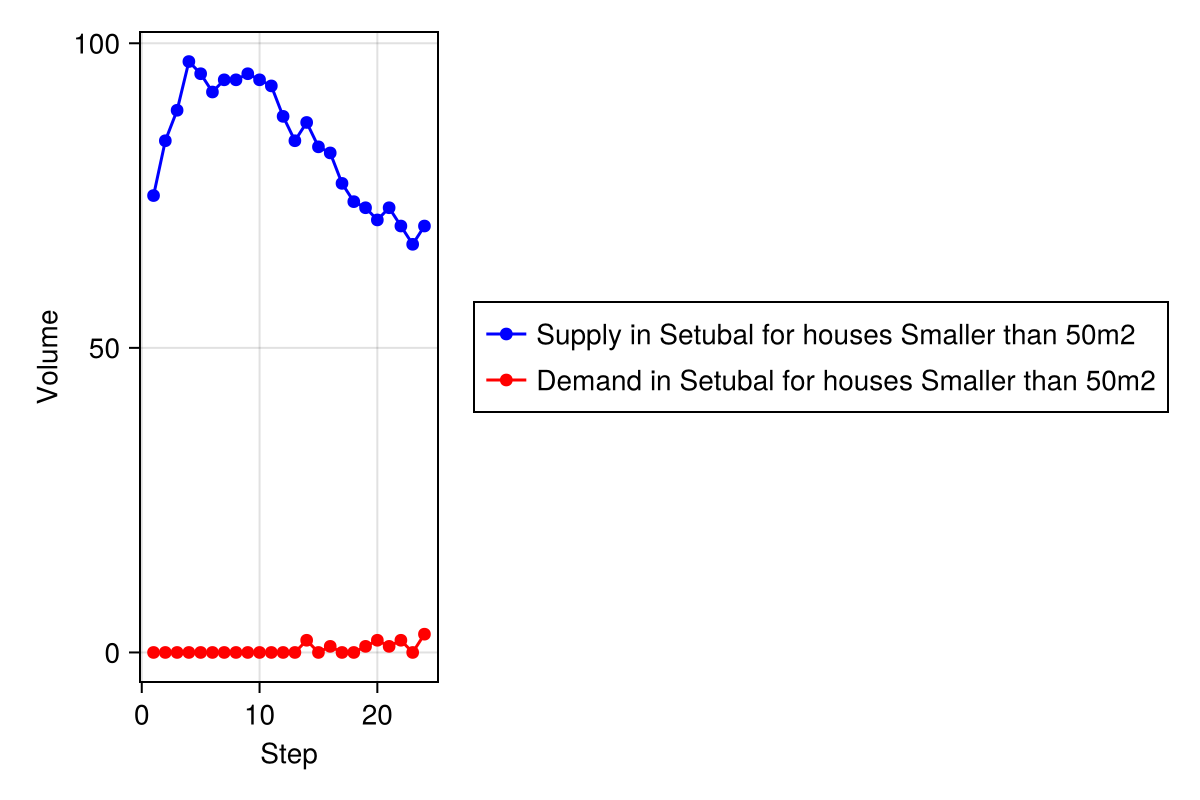 100
50
0
Volume
0 10 20
Step
Supply in Setubal for houses Smaller than 50m2
Demand in Setubal for houses Smaller than 50m2